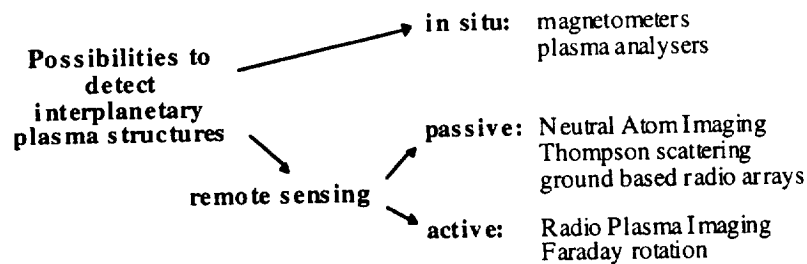 Possibilities to
detect
interplanetary
plasma structures
in situ: magnetometers
plasma analysers
remote sensing
passive: Neutral Atom Imaging
Thompson scattering
ground based radio arrays
active: Radio Plasma Imaging
Faraday rotation